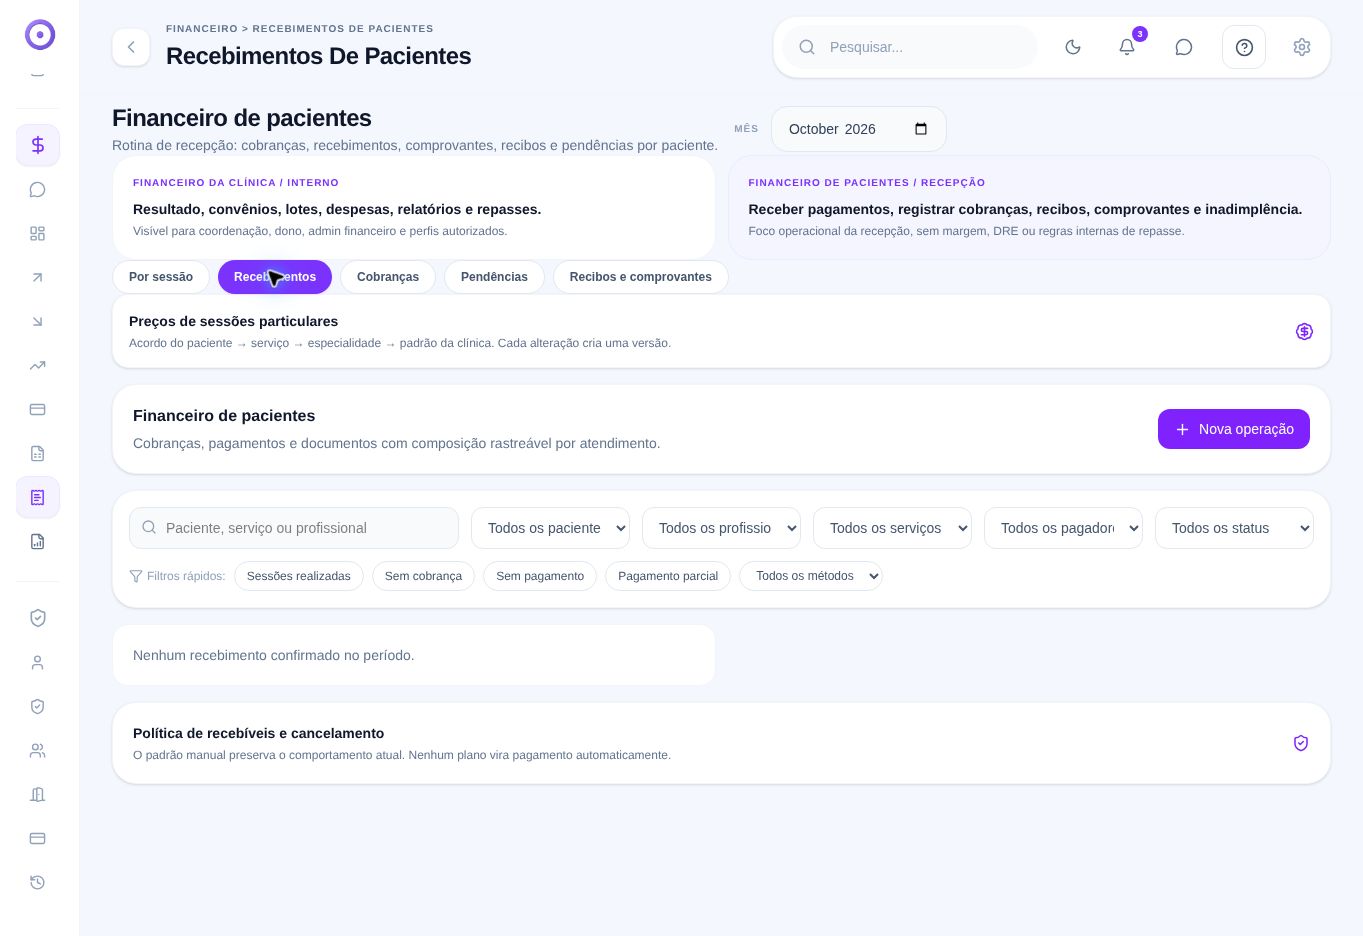 FINANCEIRO > RECEBIMENTOS DE PACIENTES
Recebimentos De Pacientes
Pesquisar...
3
Financeiro de pacientes
Rotina de recepção: cobranças, recebimentos, comprovantes, recibos e pendências por paciente.
MÊS
October 2026
FINANCEIRO DA CLÍNICA / INTERNO
Resultado, convênios, lotes, despesas, relatórios e repasses.
Visível para coordenação, dono, admin financeiro e perfis autorizados.
FINANCEIRO DE PACIENTES / RECEPÇÃO
Receber pagamentos, registrar cobranças, recibos, comprovantes e inadimplência.
Foco operacional da recepção, sem margem, DRE ou regras internas de repasse.
Por sessão
Recebimentos
Cobranças
Pendências
Recibos e comprovantes
Preços de sessões particulares
Acordo do paciente → serviço → especialidade → padrão da clínica. Cada alteração cria uma versão.
Financeiro de pacientes
Cobranças, pagamentos e documentos com composição rastreável por atendimento.
Nova operação
Paciente, serviço ou profissional
Todos os paciente
Todos os profissio
Todos os serviços
Todos os pagador
Todos os status
Filtros rápidos:
Sessões realizadas
Sem cobrança
Sem pagamento
Pagamento parcial
Todos os métodos
Nenhum recebimento confirmado no período.
Política de recebíveis e cancelamento
O padrão manual preserva o comportamento atual. Nenhum plano vira pagamento automaticamente.